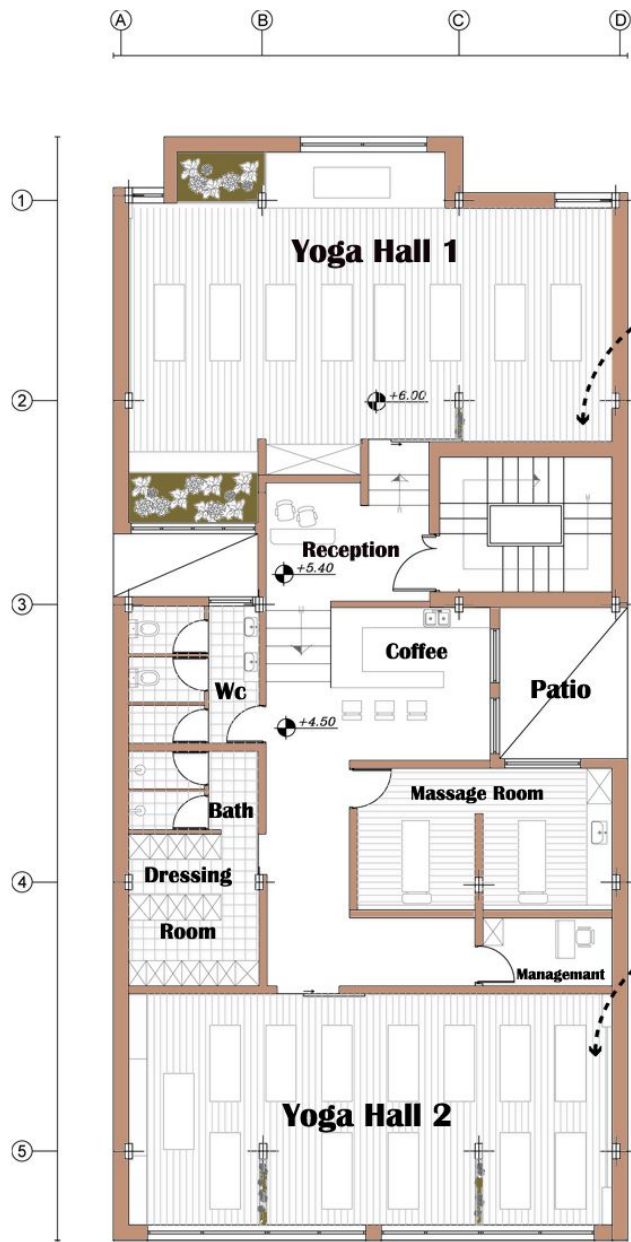 A B C D
1
Yoga Hall 1
2
+6.00
Reception
+5.40
3
Coffee
Wc
Patio
+4.50
Massage Room
Bath
Dressing
4
Room
Managemant
Yoga Hall 2
5